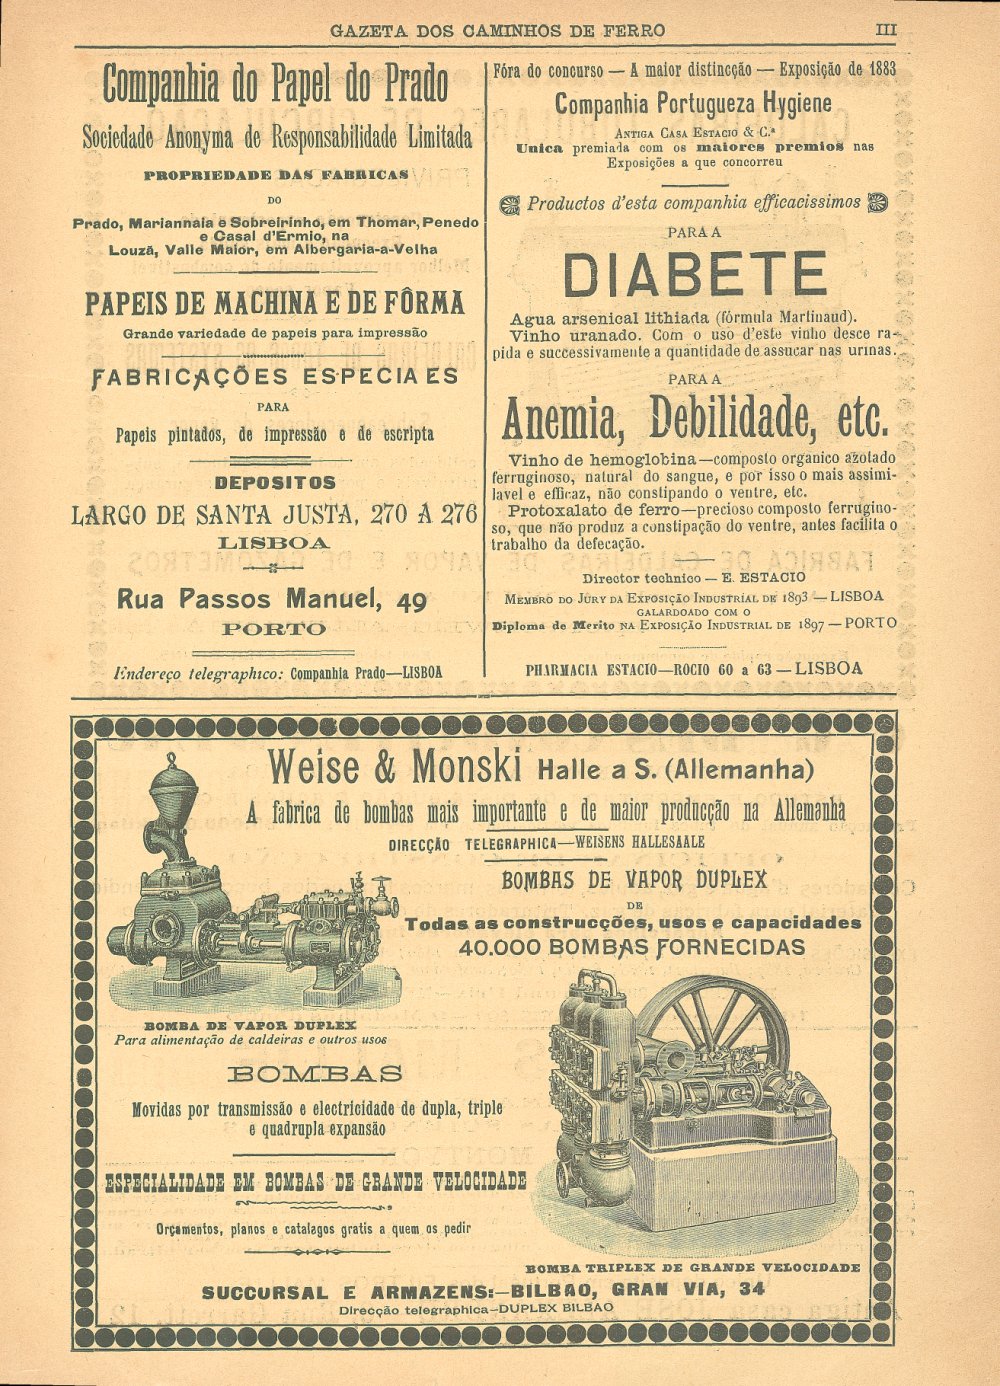 GAZETA DOS CAMINHOS DE FERRO
III
Companhia do Papel do Prado
Sociedade Anonyma de Responsabilidade Limitada
PROPRIEDADE DAS FABRICAS
DO
Prado, Mariannaia e Sobreirinho, em Thomar, Penedo
e Casal d'Ermio, na
Louzã, Valle Maior, em Albergaria-a-Velha
PAPEIS DE MACHINA E DE FÔRMA
Grande variedade de papeis para impressão
FABRICAÇÕES ESPECIAES
PARA
Papeis pintados, de impressão e de escripta
DEPOSITOS
LARGO DE SANTA JUSTA, 270 A 276
LISBOA
Rua Passos Manuel, 49
PORTO
Endereço telegraphico: Companhia Prado—LISBOA
Fóra do concurso — A maior distincção — Exposição de 1883
Companhia Portugueza Hygiene
ANTIGA CASA ESTACIO & C.ª
Unica premiada com os maiores premios nas
Exposições a que concorreu
Productos d'esta companhia efficacissimos
PARA A
DIABETE
Agua arsenical lithiada (fórmula Martinaud).
Vinho uranado. Com o uso d'este vinho desce ra-
pida e successivamente a quantidade de assucar nas urinas.
PARA A
Anemia, Debilidade, etc.
Vinho de hemoglobina—composto organico azotado
ferruginoso, natural do sangue, e por isso o mais assimi-
lavel e efficaz, não constipando o ventre, etc.
Protoxalato de ferro—precioso composto ferrugino-
so, que não produz a constipação do ventre, antes facilita o
trabalho da defecação.
Director technico — E. ESTACIO
MEMBRO DO JURY DA EXPOSIÇÃO INDUSTRIAL DE 1893 — LISBOA
GALARDOADO COM O
Diploma de Merito NA EXPOSIÇÃO INDUSTRIAL DE 1897 — PORTO
PHARMACIA ESTACIO—ROCIO 60 a 63 — LISBOA
Weise & Monski Halle a S. (Allemanha)
A fabrica de bombas mais importante e de maior producção na Allemanha
DIRECÇÃO TELEGRAPHICA—WEISENS HALLESAALE
BOMBAS DE VAPOR DUPLEX
DE
Todas as construcções, usos e capacidades
40.000 BOMBAS FORNECIDAS
BOMBA DE VAPOR DUPLEX
Para alimentação de caldeiras e outros usos
BOMBAS
Movidas por transmissão e electricidade de dupla, triple
e quadrupla expansão
ESPECIALIDADE EM BOMBAS DE GRANDE VELOCIDADE
Orçamentos, planos e catalagos gratis a quem os pedir
BOMBA TRIPLEX DE GRANDE VELOCIDADE
SUCCURSAL E ARMAZENS:—BILBAO, GRAN VIA, 34
Direcção telegraphica—DUPLEX BILBAO